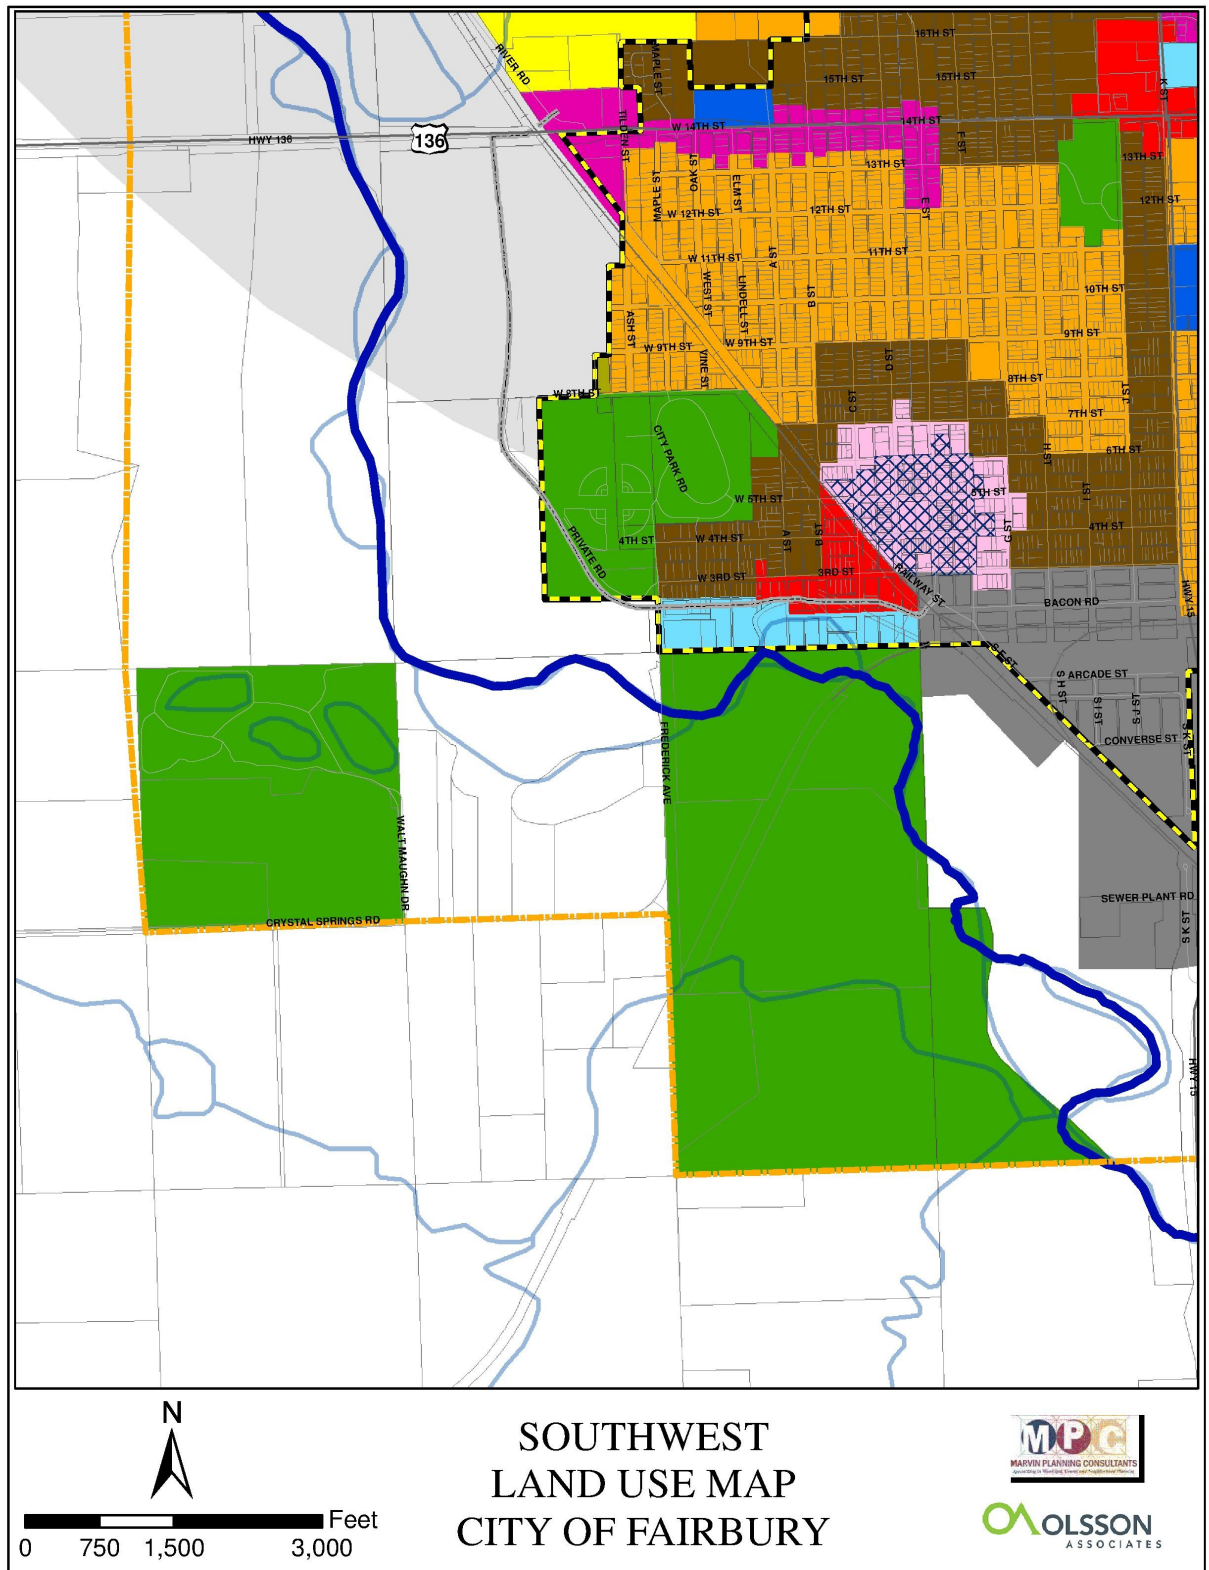 16TH ST
RIVER RD
MAPLE ST
15TH ST
15TH ST
K ST
TILDEN ST
W 14TH ST
14TH ST
F ST
HWY 136
136
13TH ST
13TH ST
OAK ST
ELM ST
MAPLE ST
W 12TH ST
12TH ST
E ST
12TH ST
W 11TH ST
A ST
11TH ST
WEST ST
LINDELL ST
B ST
10TH ST
ASH ST
W 9TH ST
W 9TH ST
9TH ST
VINE ST
D ST
8TH ST
W 8TH ST
C ST
J ST
7TH ST
CITY PARK RD
H ST
6TH ST
W 5TH ST
5TH ST
I ST
4TH ST
W 4TH ST
A ST
B ST
G ST
4TH ST
PRIVATE RD
W 3RD ST
3RD ST
RAILWAY ST
BACON RD
HWY 15
S F ST
S ARCADE ST
S H ST
S I ST
S J ST
S K ST
CONVERSE ST
FREDERICK AVE
WALT MAUGHN DR
CRYSTAL SPRINGS RD
SEWER PLANT RD
S K ST
HWY 15
N
Feet
0 750 1,500 3,000
SOUTHWEST
LAND USE MAP
CITY OF FAIRBURY
MPC
MARVIN PLANNING CONSULTANTS
OLSSON
ASSOCIATES